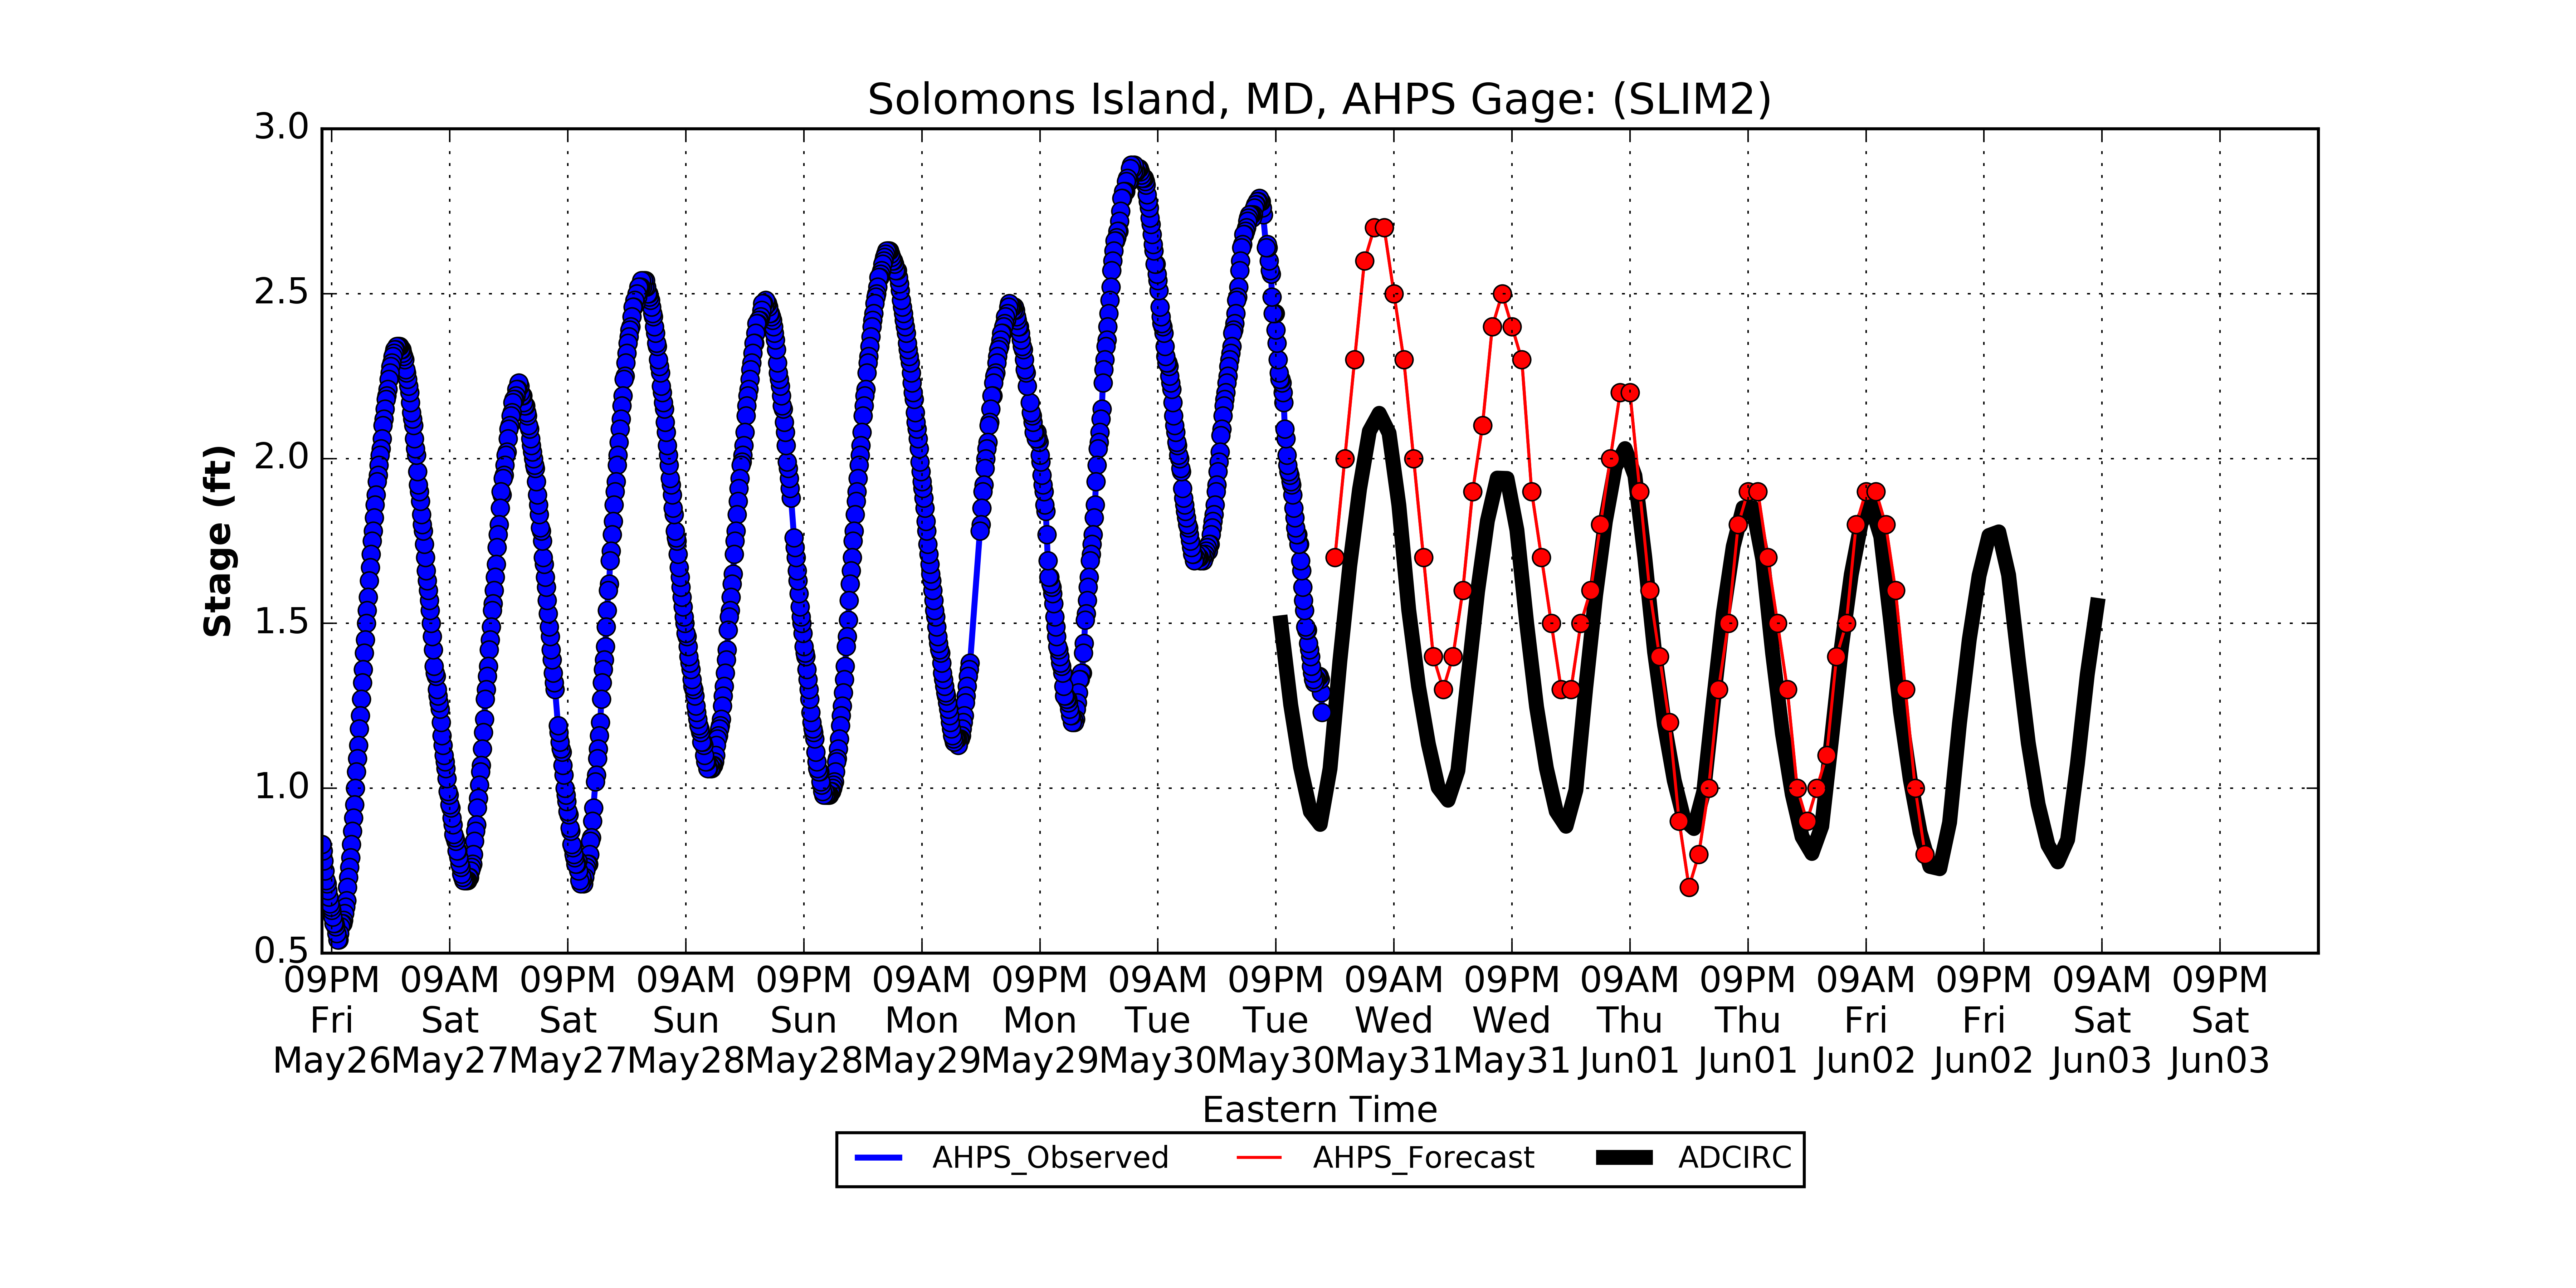 Solomons Island, MD, AHPS Gage: (SLIM2)
3.0
2.5
2.0
1.5
1.0
0.5
Stage (ft)
09PM 09AM 09PM 09AM 09PM 09AM 09PM 09AM 09PM 09AM 09PM 09AM 09PM 09AM 09PM 09AM 09PM
Fri Sat Sat Sun Sun Mon Mon Tue Tue Wed Wed Thu Thu Fri Fri Sat Sat
May26 May27 May27 May28 May28 May29 May29 May30 May30 May31 May31 Jun01 Jun01 Jun02 Jun02 Jun03 Jun03
Eastern Time
AHPS_Observed AHPS_Forecast ADCIRC